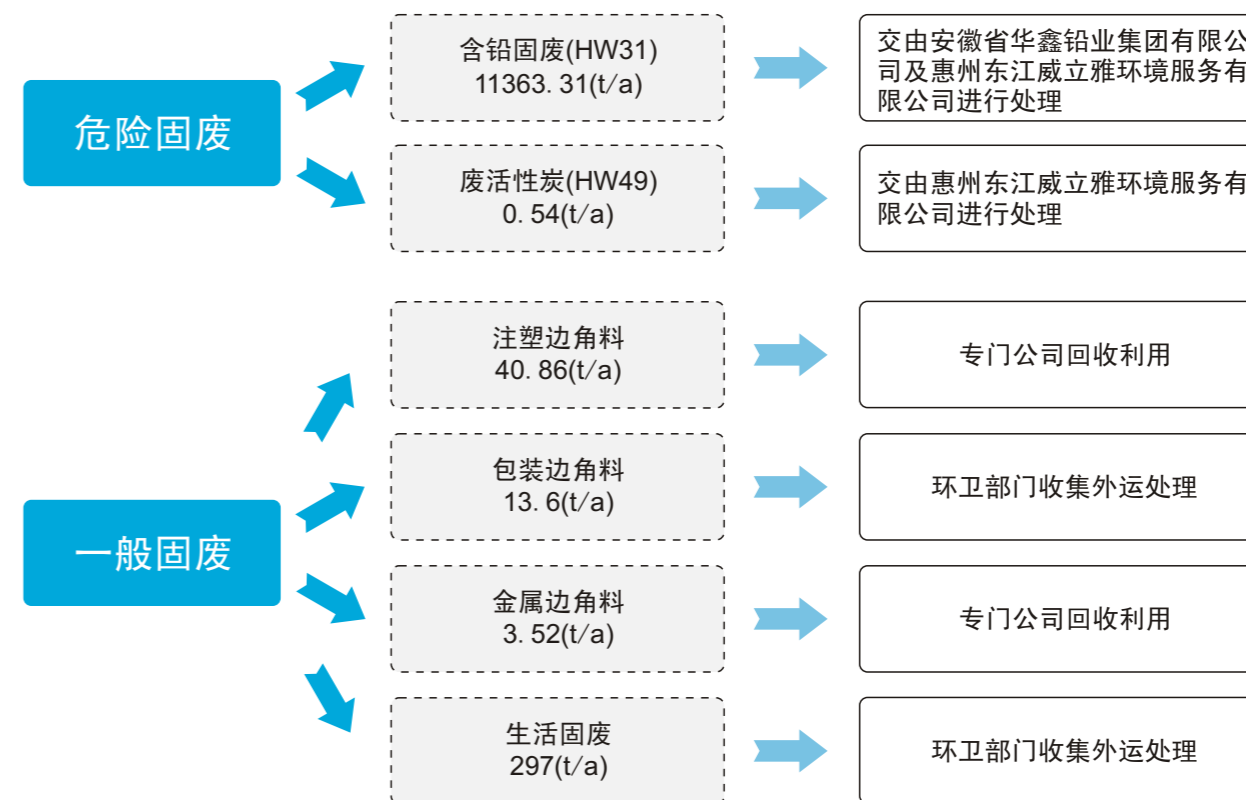 危险固废
含铅固废(HW31)
11363. 31(t/a)
交由安徽省华鑫铅业集团有限公
司及惠州东江威立雅环境服务有
限公司进行处理
废活性炭(HW49)
0. 54(t/a)
交由惠州东江威立雅环境服务有
限公司进行处理
一般固废
注塑边角料
40. 86(t/a)
专门公司回收利用
包装边角料
13. 6(t/a)
环卫部门收集外运处理
金属边角料
3. 52(t/a)
专门公司回收利用
生活固废
297(t/a)
环卫部门收集外运处理